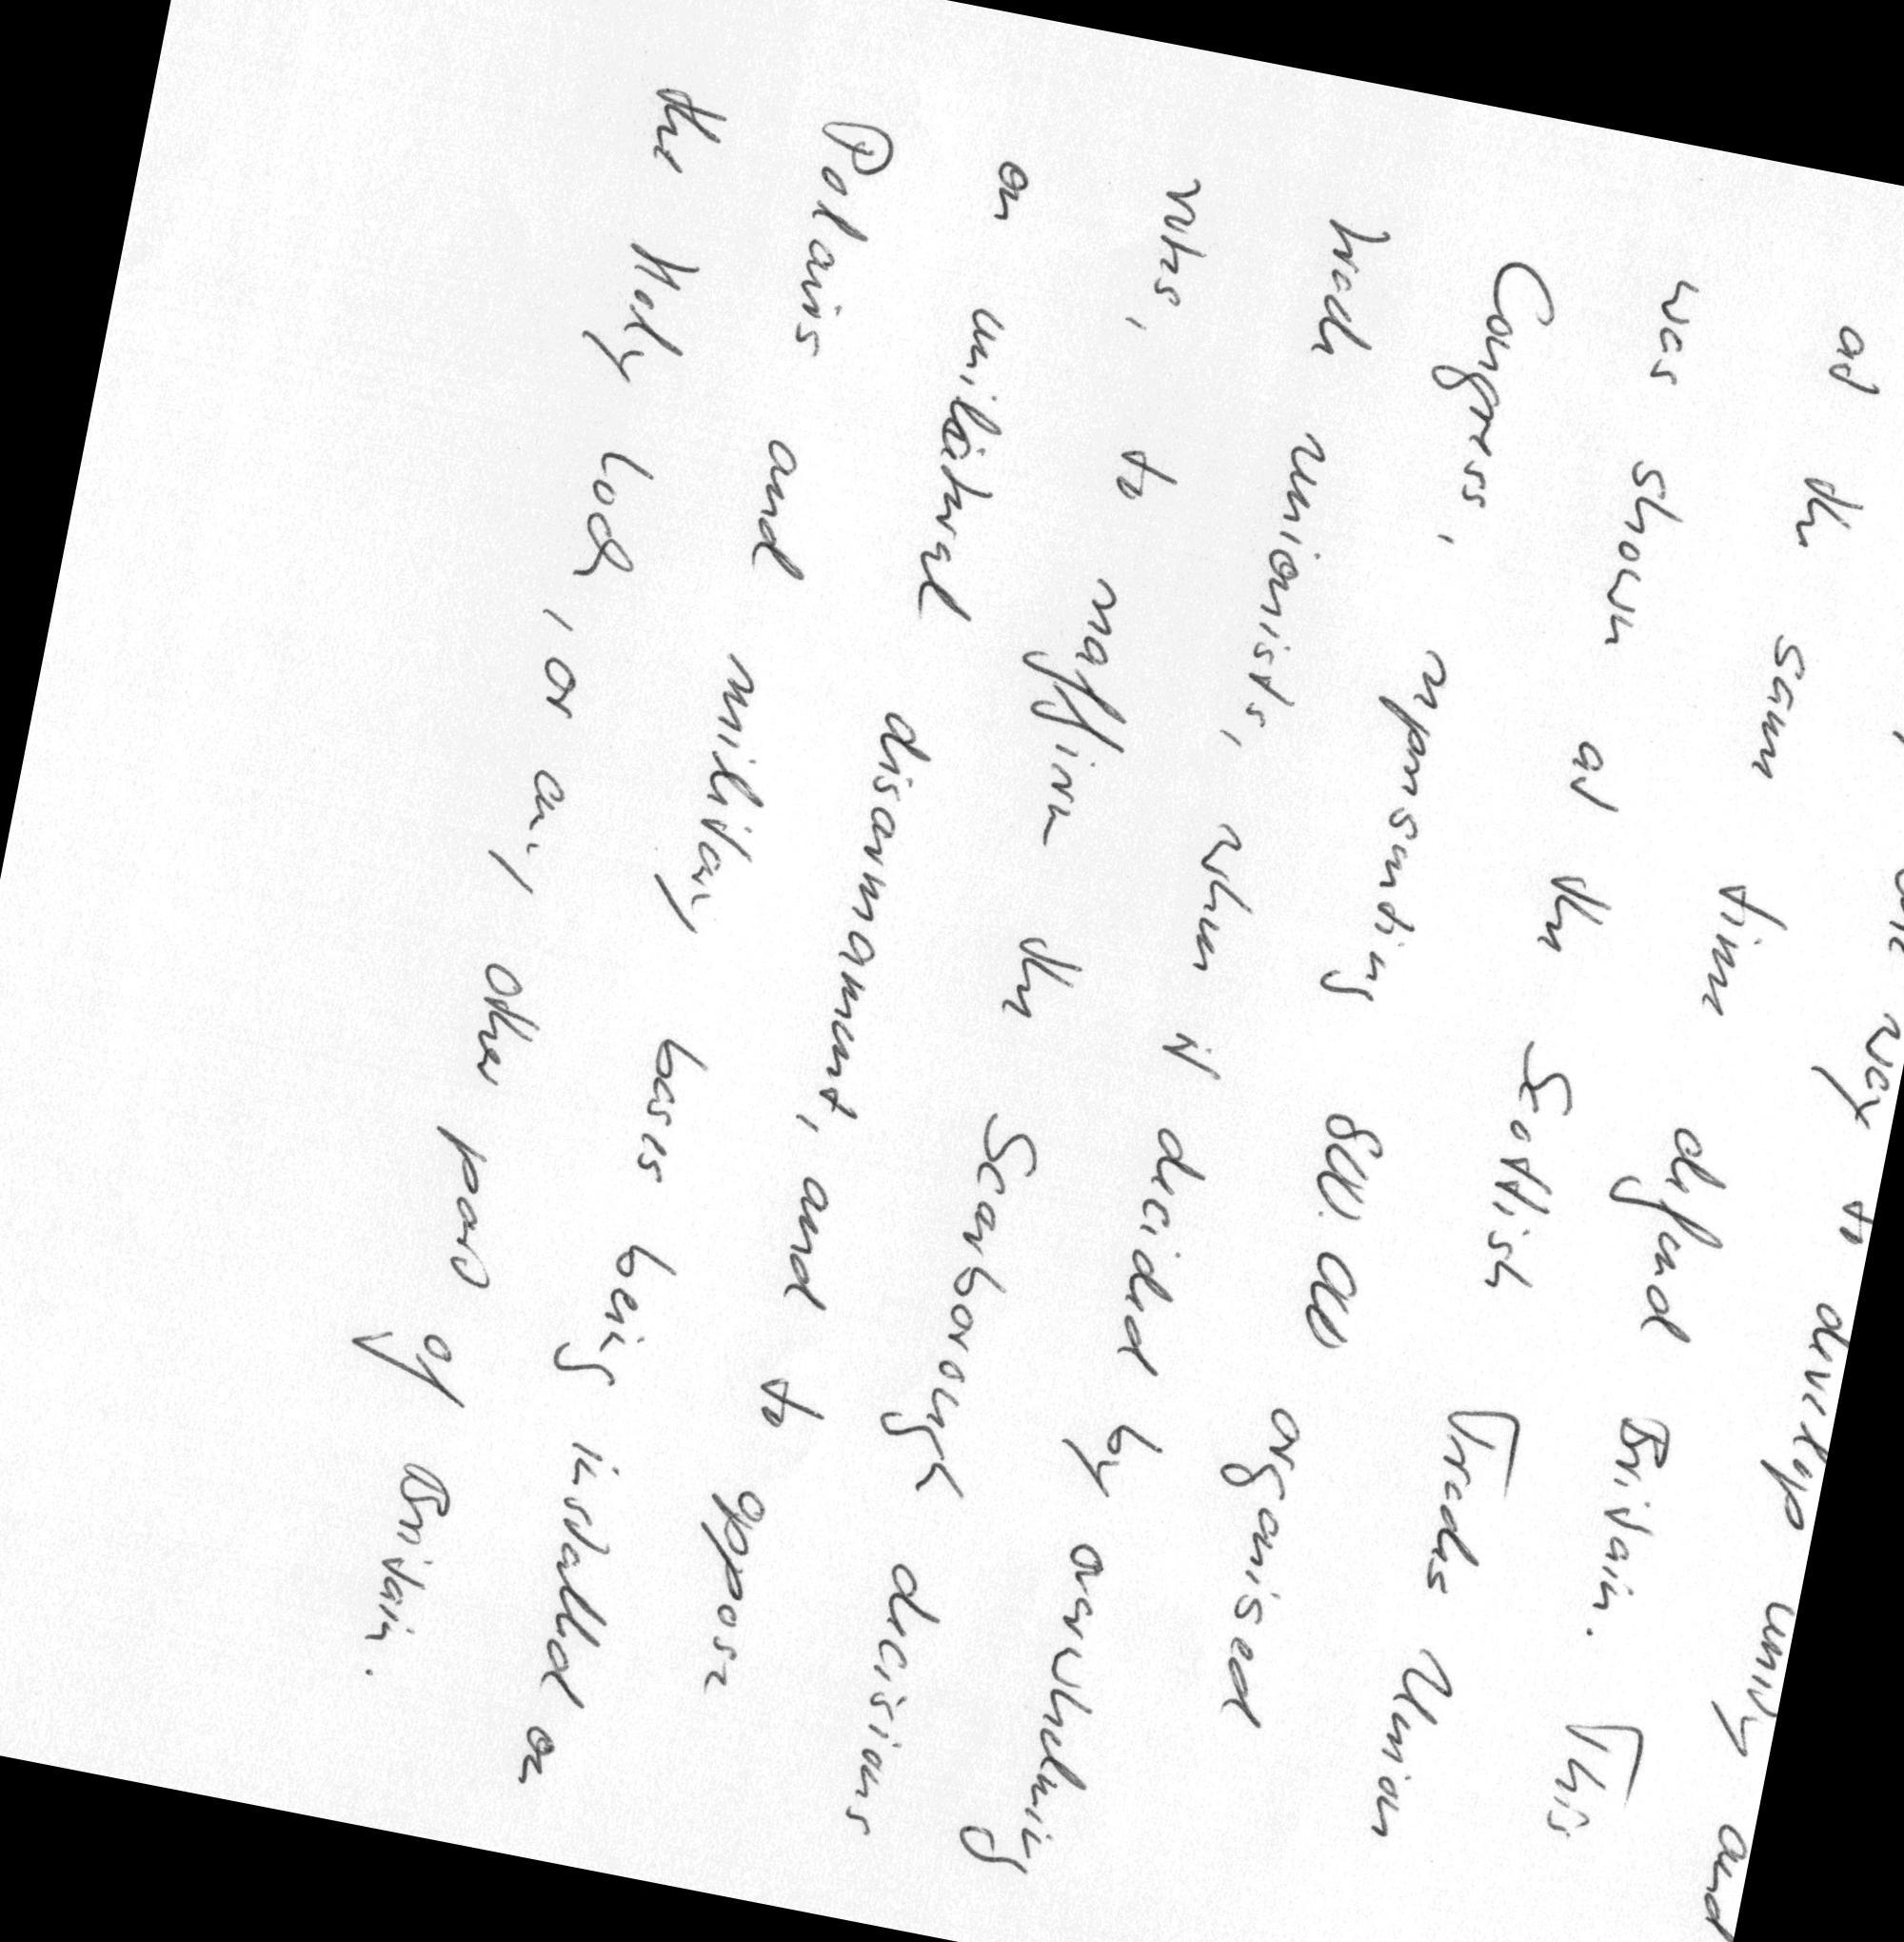 way to develop unity and
at the same time defend Britain. This
was shown at the Scottish Trades Union
Congress, representing 800,000 organised
trade unionists, when it decided by overwhelming
votes, to reaffirm the Scarborough decisions
on unilateral disarmament, and to oppose
Polaris and military bases being installed on
the Holy Loch, or any other part of Britain.